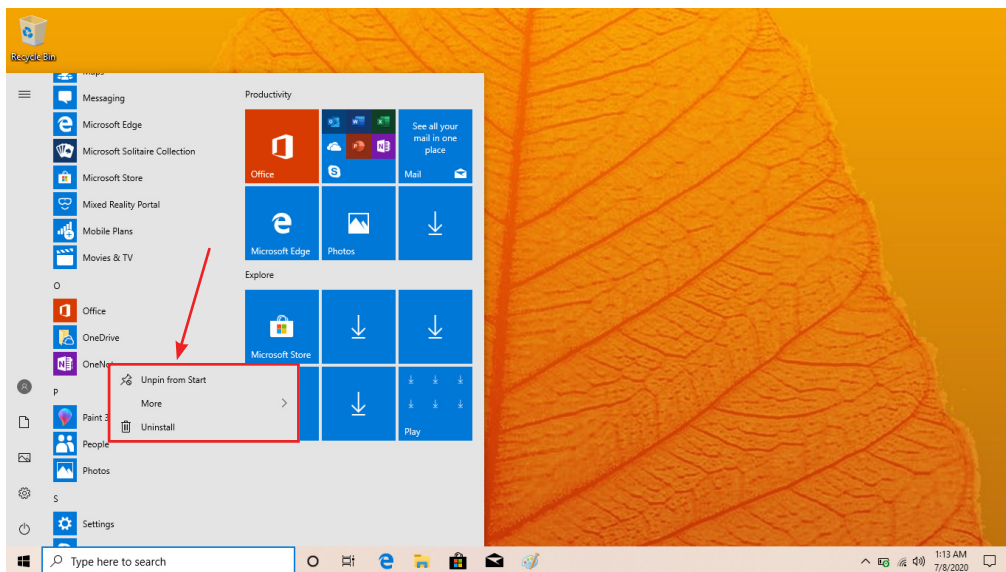 Recycle Bin
Maps
Messaging
Microsoft Edge
Microsoft Solitaire Collection
Microsoft Store
Mixed Reality Portal
Mobile Plans
Movies & TV
O
Office
OneDrive
OneNo
P
Paint 3
People
Photos
S
Settings
Productivity
Office
See all your
mail in one
place
Mail
Microsoft Edge
Photos
Explore
Microsoft Store
Play
Unpin from Start
More
Uninstall
Type here to search
1:13 AM
7/8/2020